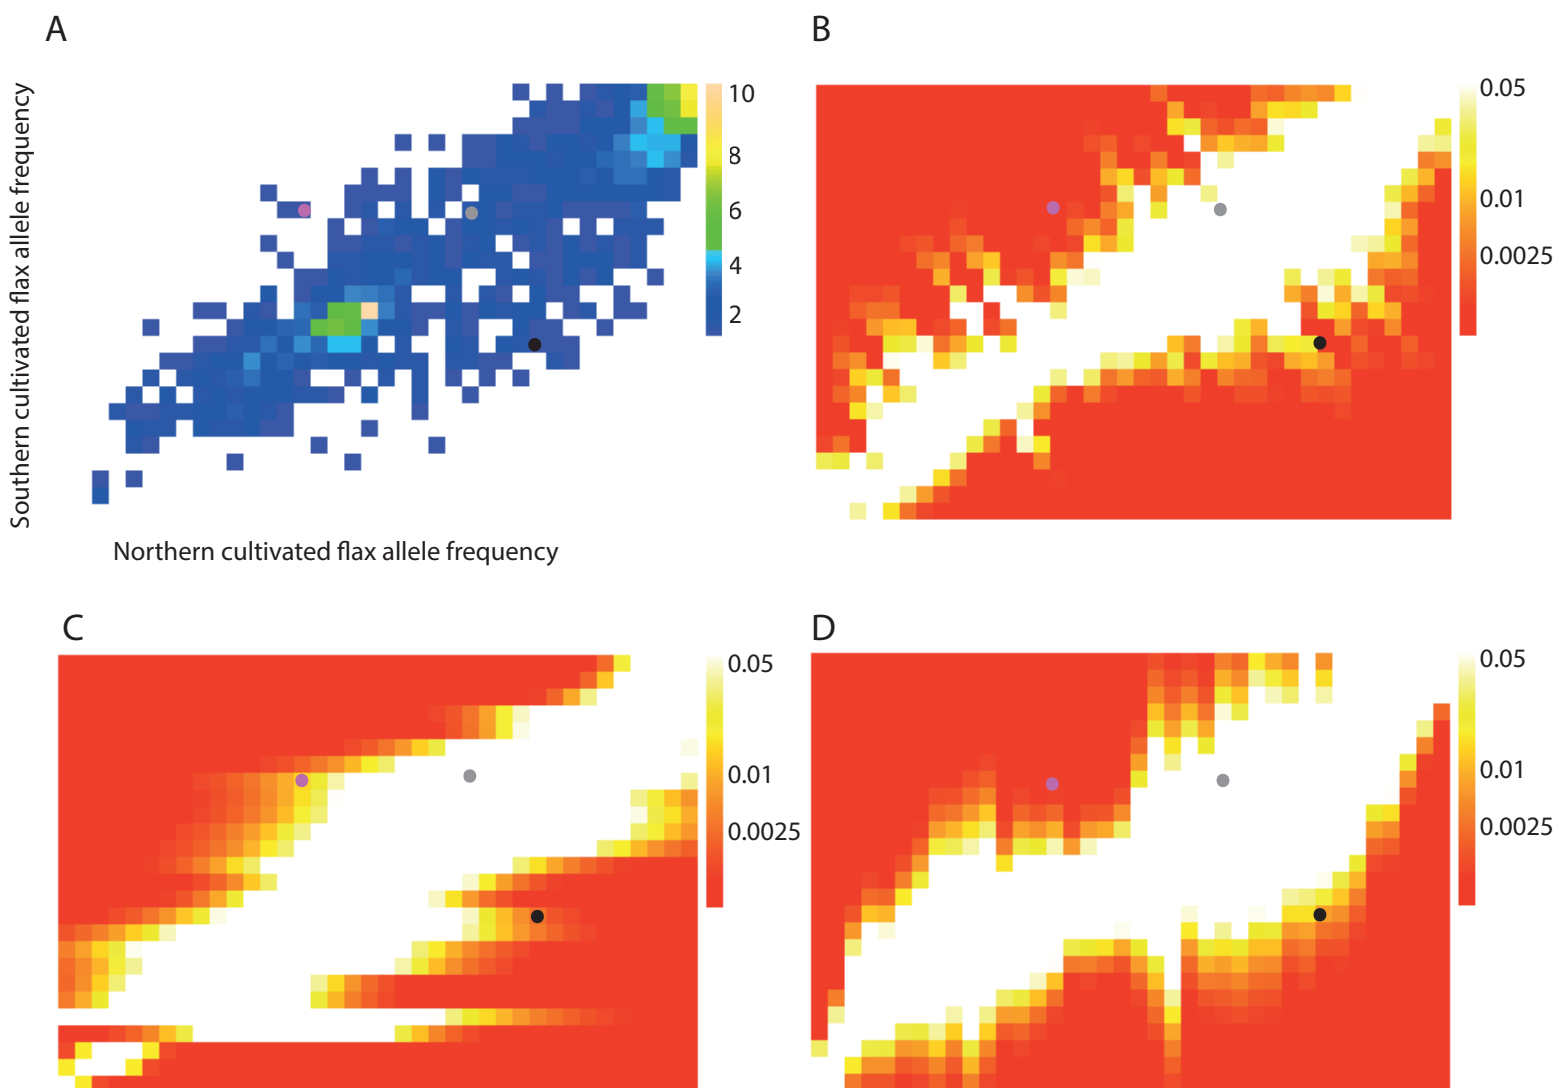 A
B
Southern cultivated flax allele frequency
10
8
6
4
2
0.05
0.01
0.0025
Northern cultivated flax allele frequency
C
D
0.05
0.01
0.0025
0.05
0.01
0.0025